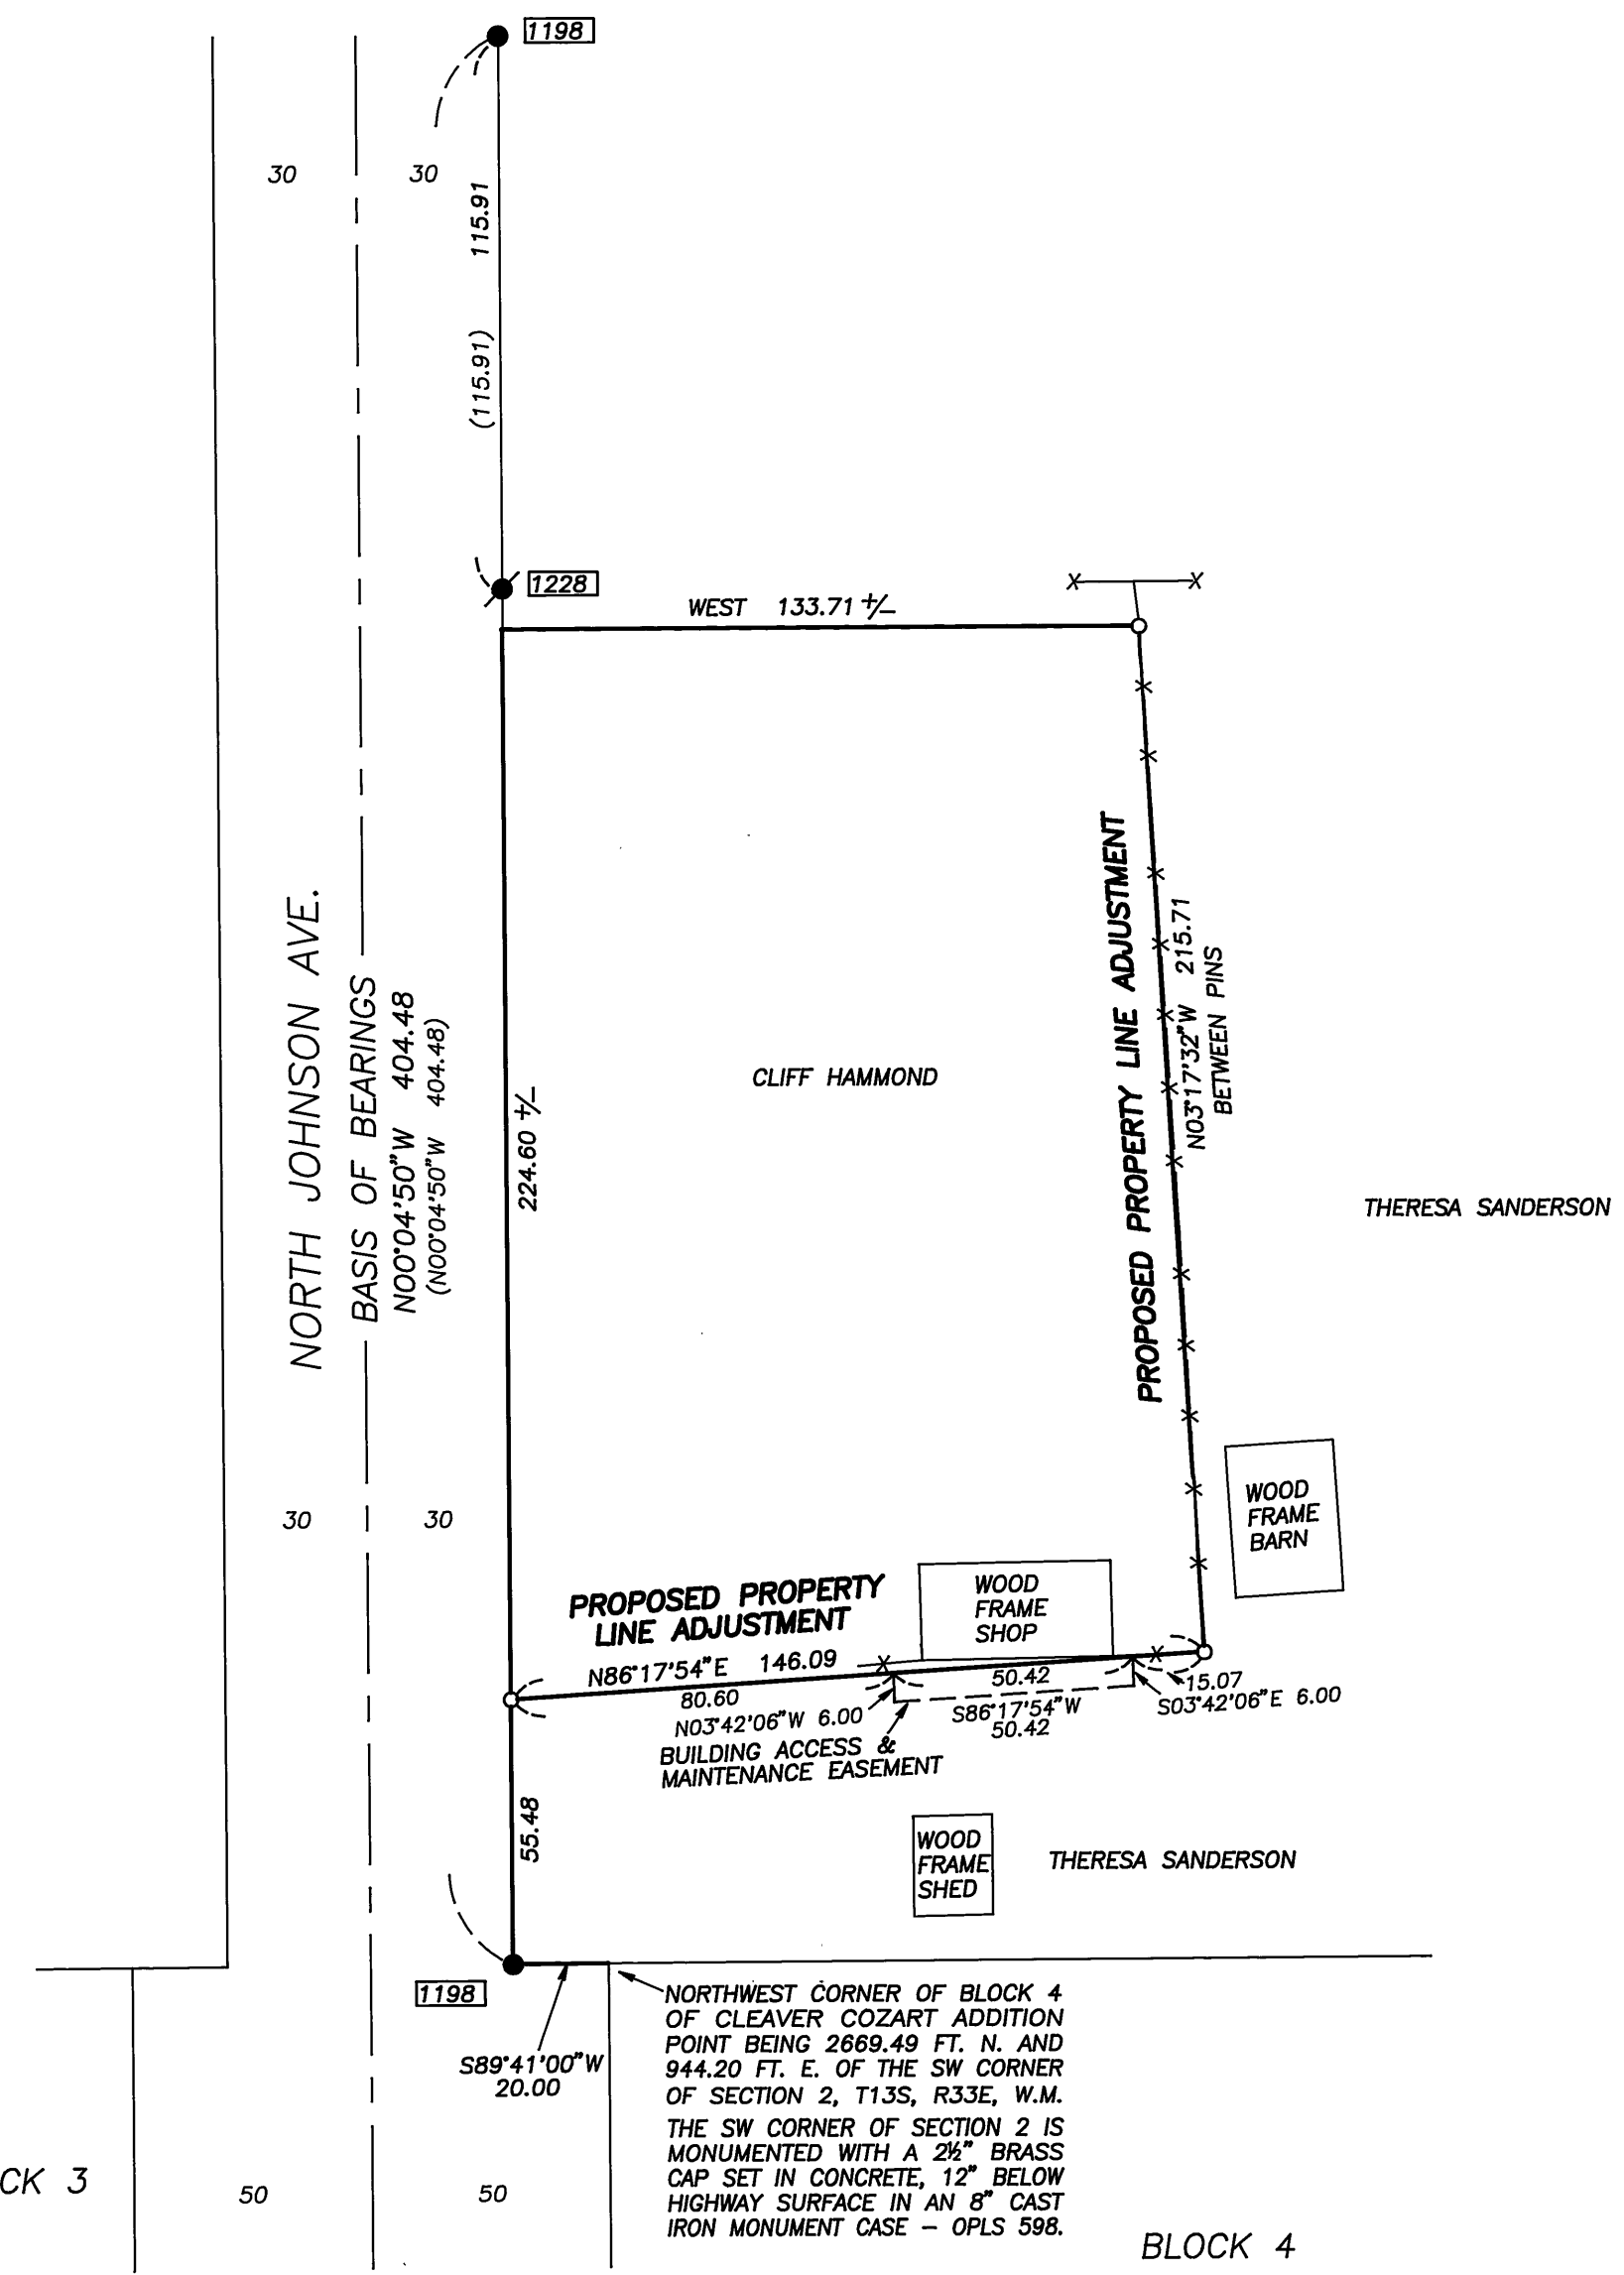 1198
30
30
115.91
(115.91)
1228
WEST 133.71 +/-
NORTH JOHNSON AVE.
BASIS OF BEARINGS
N00°04'50"W 404.48
(N00°04'50"W 404.48)
224.60 +/-
CLIFF HAMMOND
PROPOSED PROPERTY LINE ADJUSTMENT
N03°17'32"W 215.71
BETWEEN PINS
THERESA SANDERSON
WOOD
FRAME
BARN
30
30
PROPOSED PROPERTY
LINE ADJUSTMENT
WOOD
FRAME
SHOP
N86°17'54"E 146.09
80.60
50.42
15.07
N03°42'06"W 6.00
S86°17'54"W
50.42
S03°42'06"E 6.00
BUILDING ACCESS &
MAINTENANCE EASEMENT
55.48
WOOD
FRAME
SHED
THERESA SANDERSON
1198
S89°41'00"W
20.00
NORTHWEST CORNER OF BLOCK 4
OF CLEAVER COZART ADDITION
POINT BEING 2669.49 FT. N. AND
944.20 FT. E. OF THE SW CORNER
OF SECTION 2, T13S, R33E, W.M.
THE SW CORNER OF SECTION 2 IS
MONUMENTED WITH A 2½" BRASS
CAP SET IN CONCRETE, 12" BELOW
HIGHWAY SURFACE IN AN 8" CAST
IRON MONUMENT CASE – OPLS 598.
CK 3
50
50
BLOCK 4